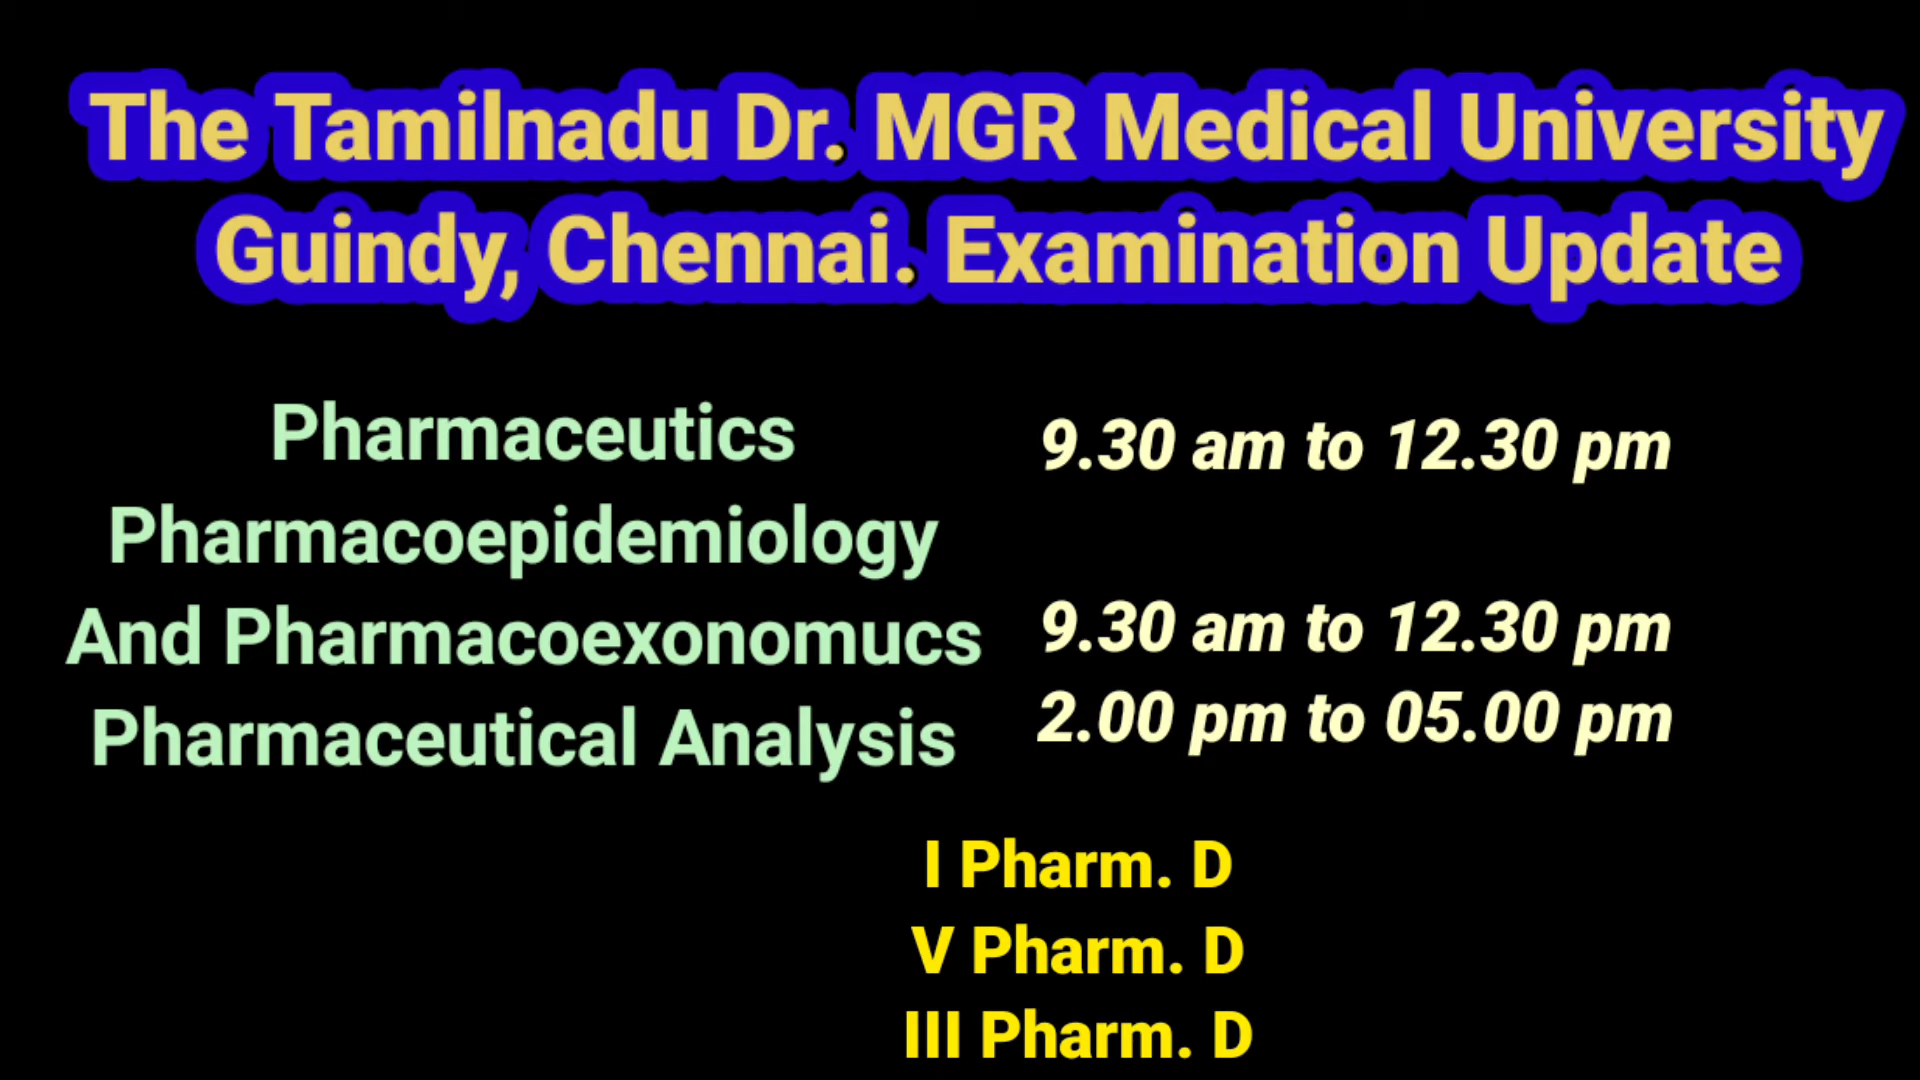 The Tamilnadu Dr. MGR Medical University
Guindy, Chennai. Examination Update
Pharmaceutics
9.30 am to 12.30 pm
Pharmacoepidemiology
And Pharmacoexonomucs
9.30 am to 12.30 pm
Pharmaceutical Analysis
2.00 pm to 05.00 pm
I Pharm. D
V Pharm. D
III Pharm. D